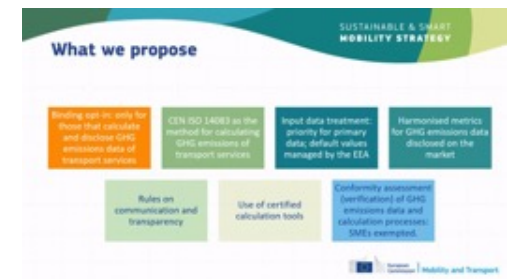 SUSTAINABLE & SMART
MOBILITY STRATEGY
What we propose
Binding opt-in: only for
those that calculate
and disclose GHG
emissions data of
transport services
CEN ISO 14083 as the
method for calculating
GHG emissions of
transport services
Input data treatment:
priority for primary
data; default values
managed by the EEA
Harmonised metrics
for GHG emissions data
disclosed on the
market
Rules on
communication and
transparency
Use of certified
calculation tools
Conformity assessment
(verification) of GHG
emissions data and
calculation processes:
SMEs exempted.
European
Commission
Mobility and Transport